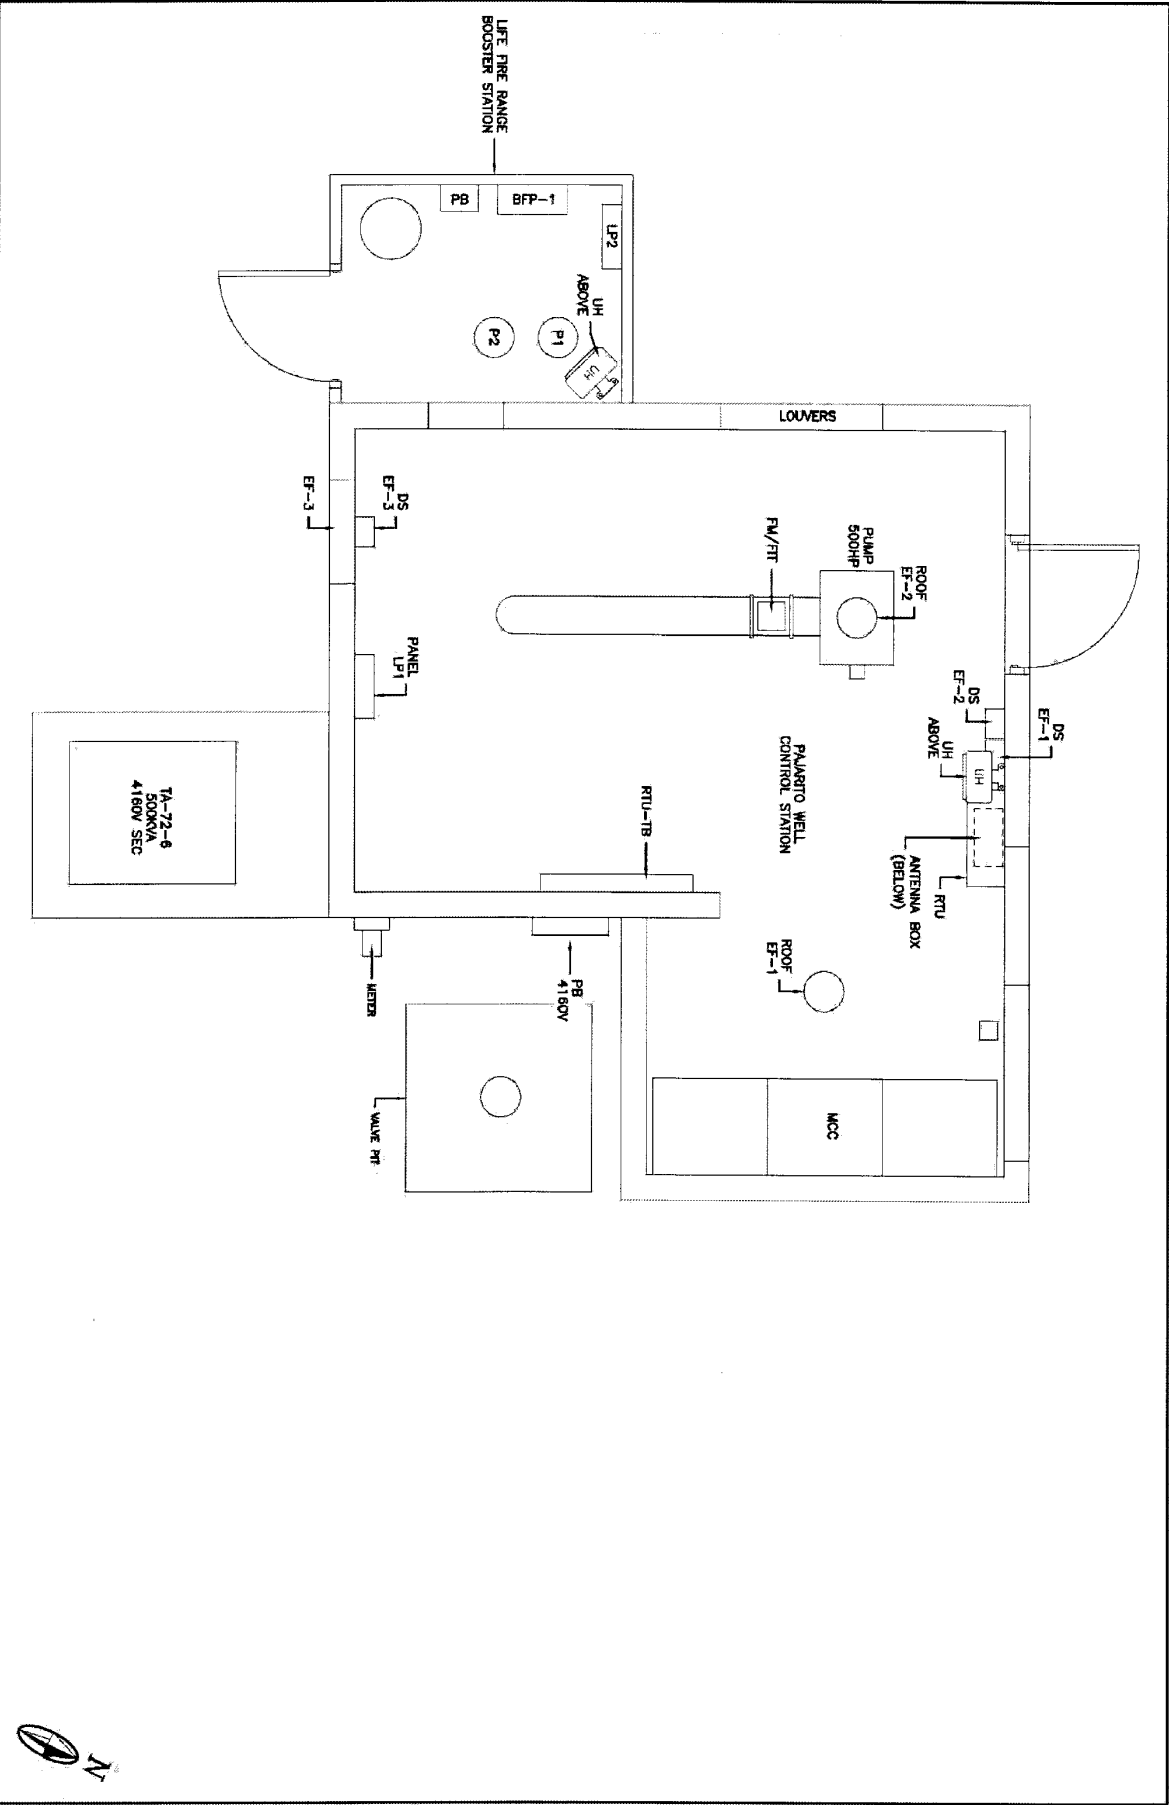 LIFE FIRE RANGE
BOOSTER STATION
PB
BFP-1
LP2
UH
ABOVE
UH
P1
P2
LOUVERS
EF-3
DS
EF-3
FM/FIT
PUMP
500HP
ROOF
EF-2
PANEL
LP1
DS
EF-2
DS
EF-1
UH
ABOVE
UH
PAJARITO WELL
CONTROL STATION
RTU-TB
RTU
ANTENNA BOX
(BELOW)
TA-72-6
500KVA
4160V SEC
ROOF
EF-1
METER
PB
4160V
VALVE PIT
MCC
N